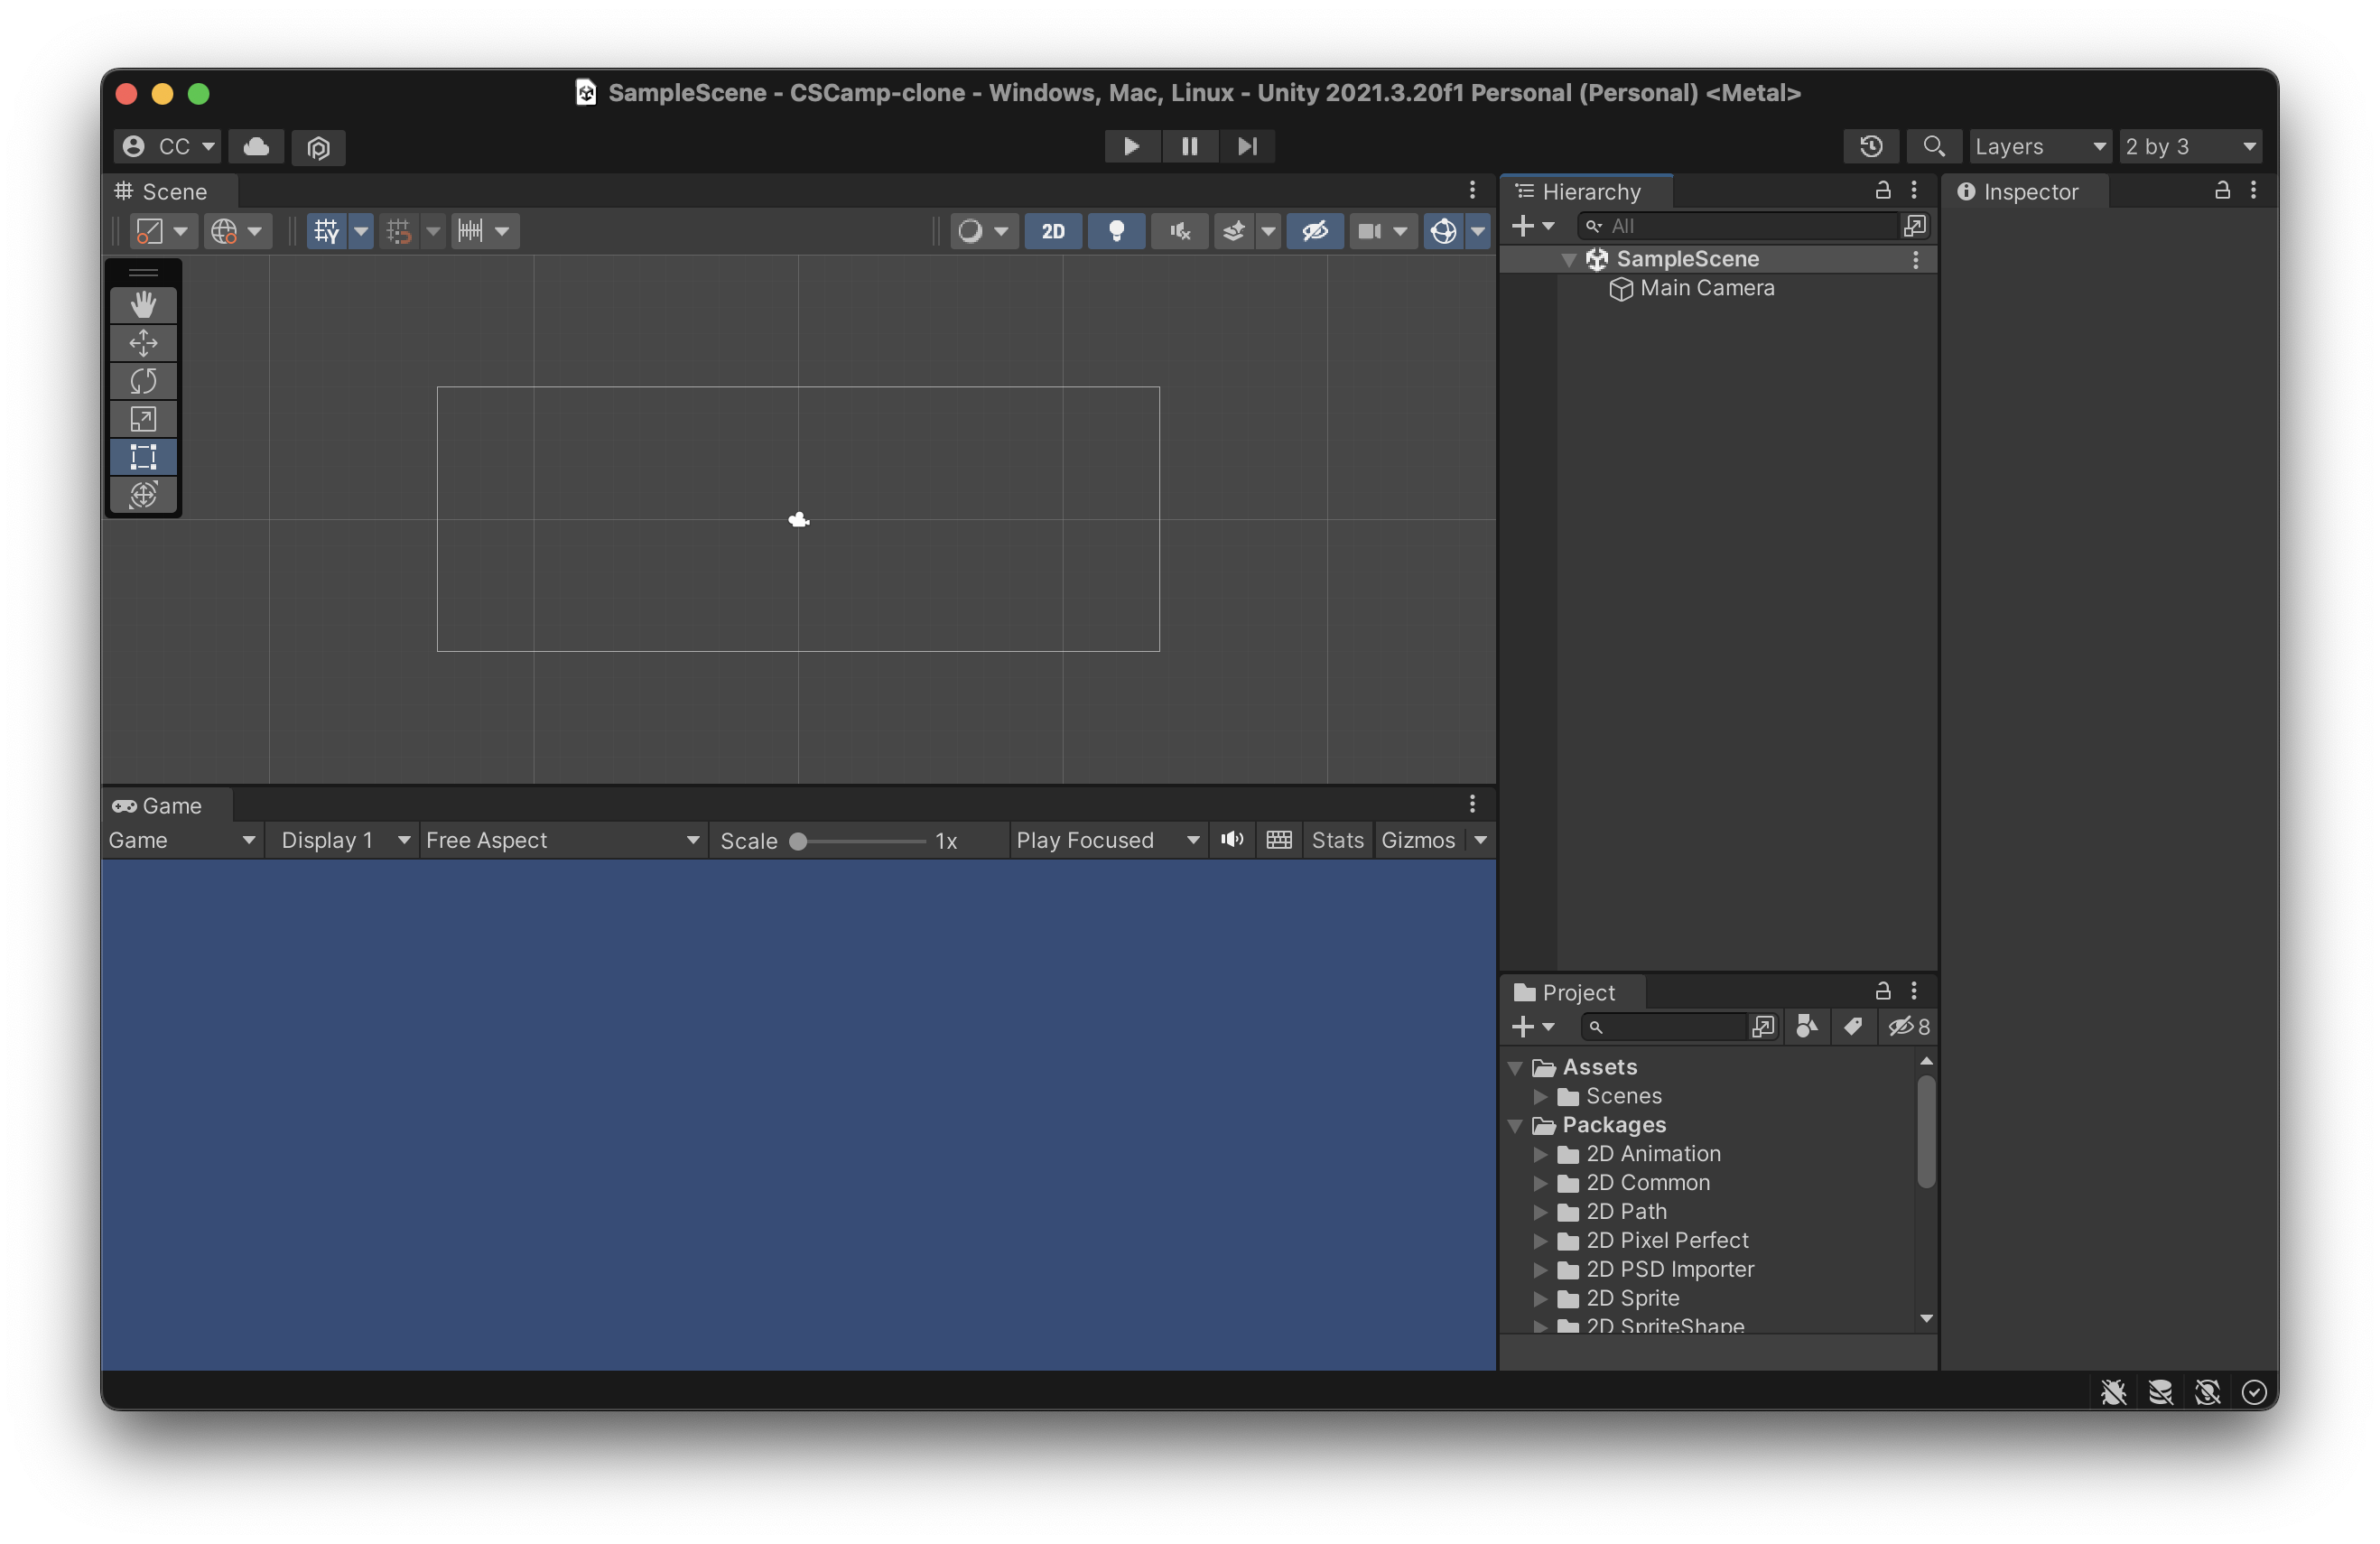 SampleScene - CSCamp-clone - Windows, Mac, Linux - Unity 2021.3.20f1 Personal (Personal) <Metal>
CC
Layers
2 by 3
Scene
2D
Game
Game
Display 1
Free Aspect
Scale
1x
Play Focused
Stats
Gizmos
Hierarchy
All
SampleScene
Main Camera
Project
8
Assets
Scenes
Packages
2D Animation
2D Common
2D Path
2D Pixel Perfect
2D PSD Importer
2D Sprite
2D SpriteShape
Inspector